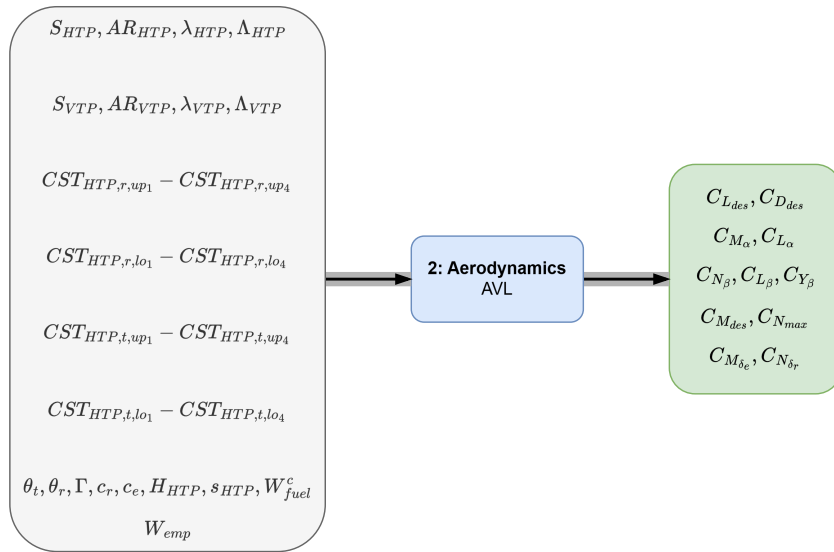 S_{HTP}, AR_{HTP}, λ_{HTP}, Λ_{HTP}
S_{VTP}, AR_{VTP}, λ_{VTP}, Λ_{VTP}
CST_{HTP,r,up_1} − CST_{HTP,r,up_4}
CST_{HTP,r,lo_1} − CST_{HTP,r,lo_4}
CST_{HTP,t,up_1} − CST_{HTP,t,up_4}
CST_{HTP,t,lo_1} − CST_{HTP,t,lo_4}
θ_t, θ_r, Γ, c_r, c_e, H_{HTP}, s_{HTP}, W^c_{fuel}
W_{emp}
2: Aerodynamics
AVL
C_{L_{des}}, C_{D_{des}}
C_{M_α}, C_{L_α}
C_{N_β}, C_{L_β}, C_{Y_β}
C_{M_{des}}, C_{N_{max}}
C_{M_{δ_e}}, C_{N_{δ_r}}